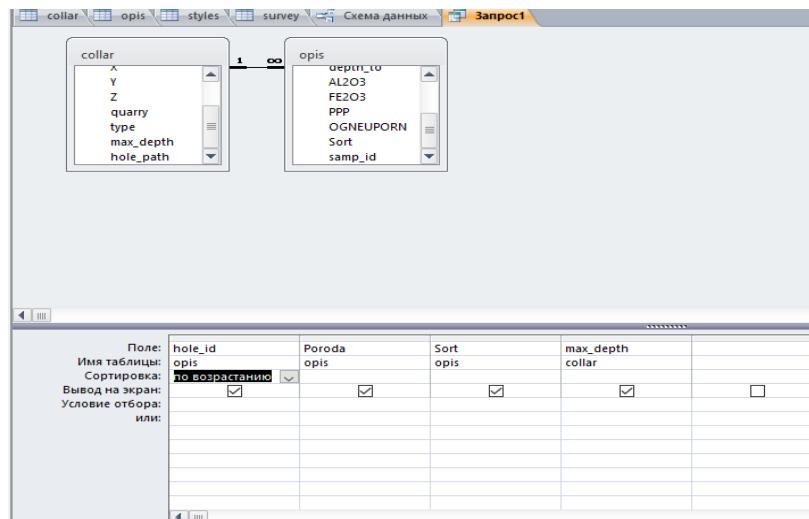 collar opis styles survey Схема данных Запрос1
collar
X
Y
Z
quarry
type
max_depth
hole_path
1 ∞
opis
depth_to
AL2O3
FE2O3
PPP
OGNEUPORN
Sort
samp_id
Поле: hole_id Poroda Sort max_depth
Имя таблицы: opis opis opis collar
Сортировка: по возрастанию
Вывод на экран:
Условие отбора:
или: